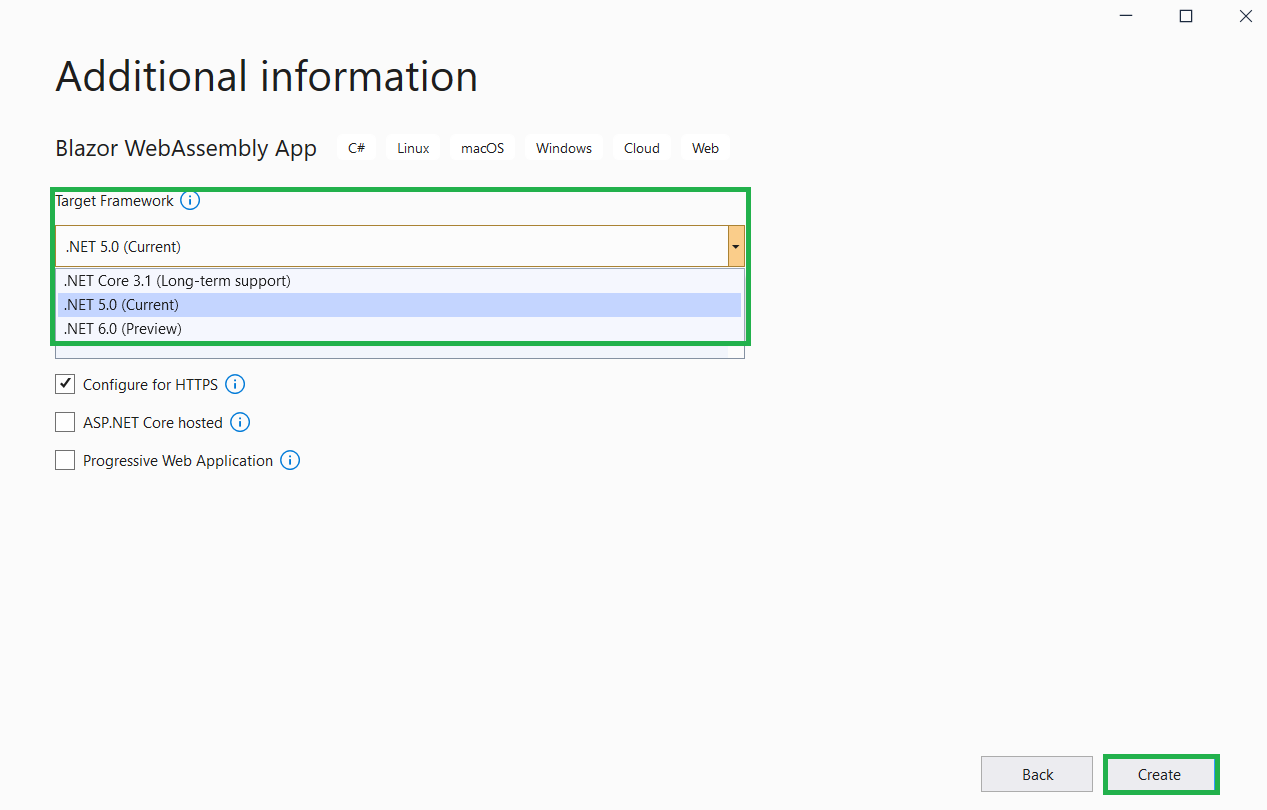 Additional information
Blazor WebAssembly App C# Linux macOS Windows Cloud Web
Target Framework
.NET 5.0 (Current)
.NET Core 3.1 (Long-term support)
.NET 5.0 (Current)
.NET 6.0 (Preview)
Configure for HTTPS
ASP.NET Core hosted
Progressive Web Application
Back Create